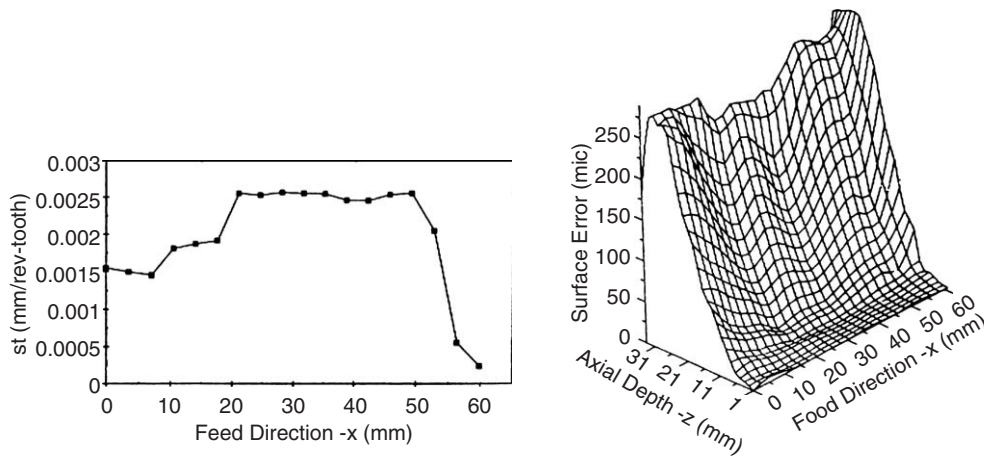 0.003
0.0025
0.002
0.0015
0.001
0.0005
0
st (mm/rev-tooth)
0 10 20 30 40 50 60
Feed Direction -x (mm)
250
200
150
100
50
0
Surface Error (mic)
31 21 11 1
Axial Depth -z (mm)
0 10 20 30 40 50 60
Food Direction -x (mm)